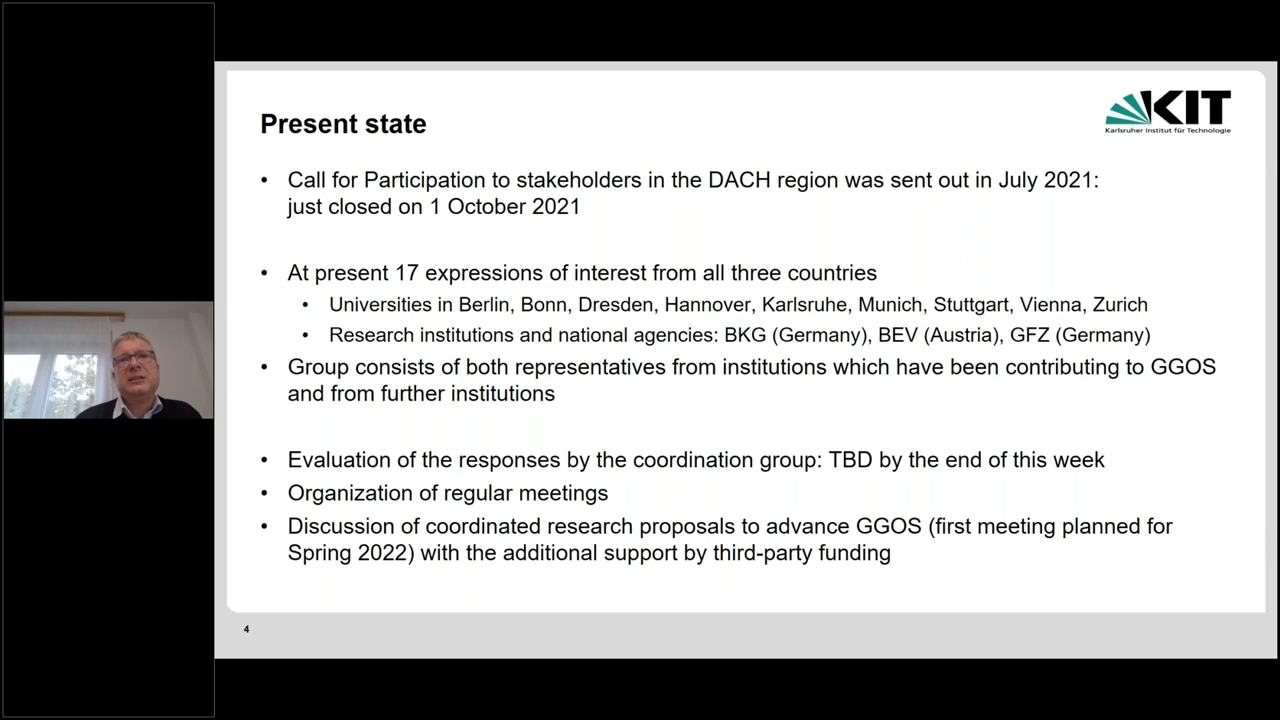 KIT
Karlsruher Institut für Technologie
Present state
• Call for Participation to stakeholders in the DACH region was sent out in July 2021:
just closed on 1 October 2021
• At present 17 expressions of interest from all three countries
• Universities in Berlin, Bonn, Dresden, Hannover, Karlsruhe, Munich, Stuttgart, Vienna, Zurich
• Research institutions and national agencies: BKG (Germany), BEV (Austria), GFZ (Germany)
• Group consists of both representatives from institutions which have been contributing to GGOS
and from further institutions
• Evaluation of the responses by the coordination group: TBD by the end of this week
• Organization of regular meetings
• Discussion of coordinated research proposals to advance GGOS (first meeting planned for
Spring 2022) with the additional support by third-party funding
4